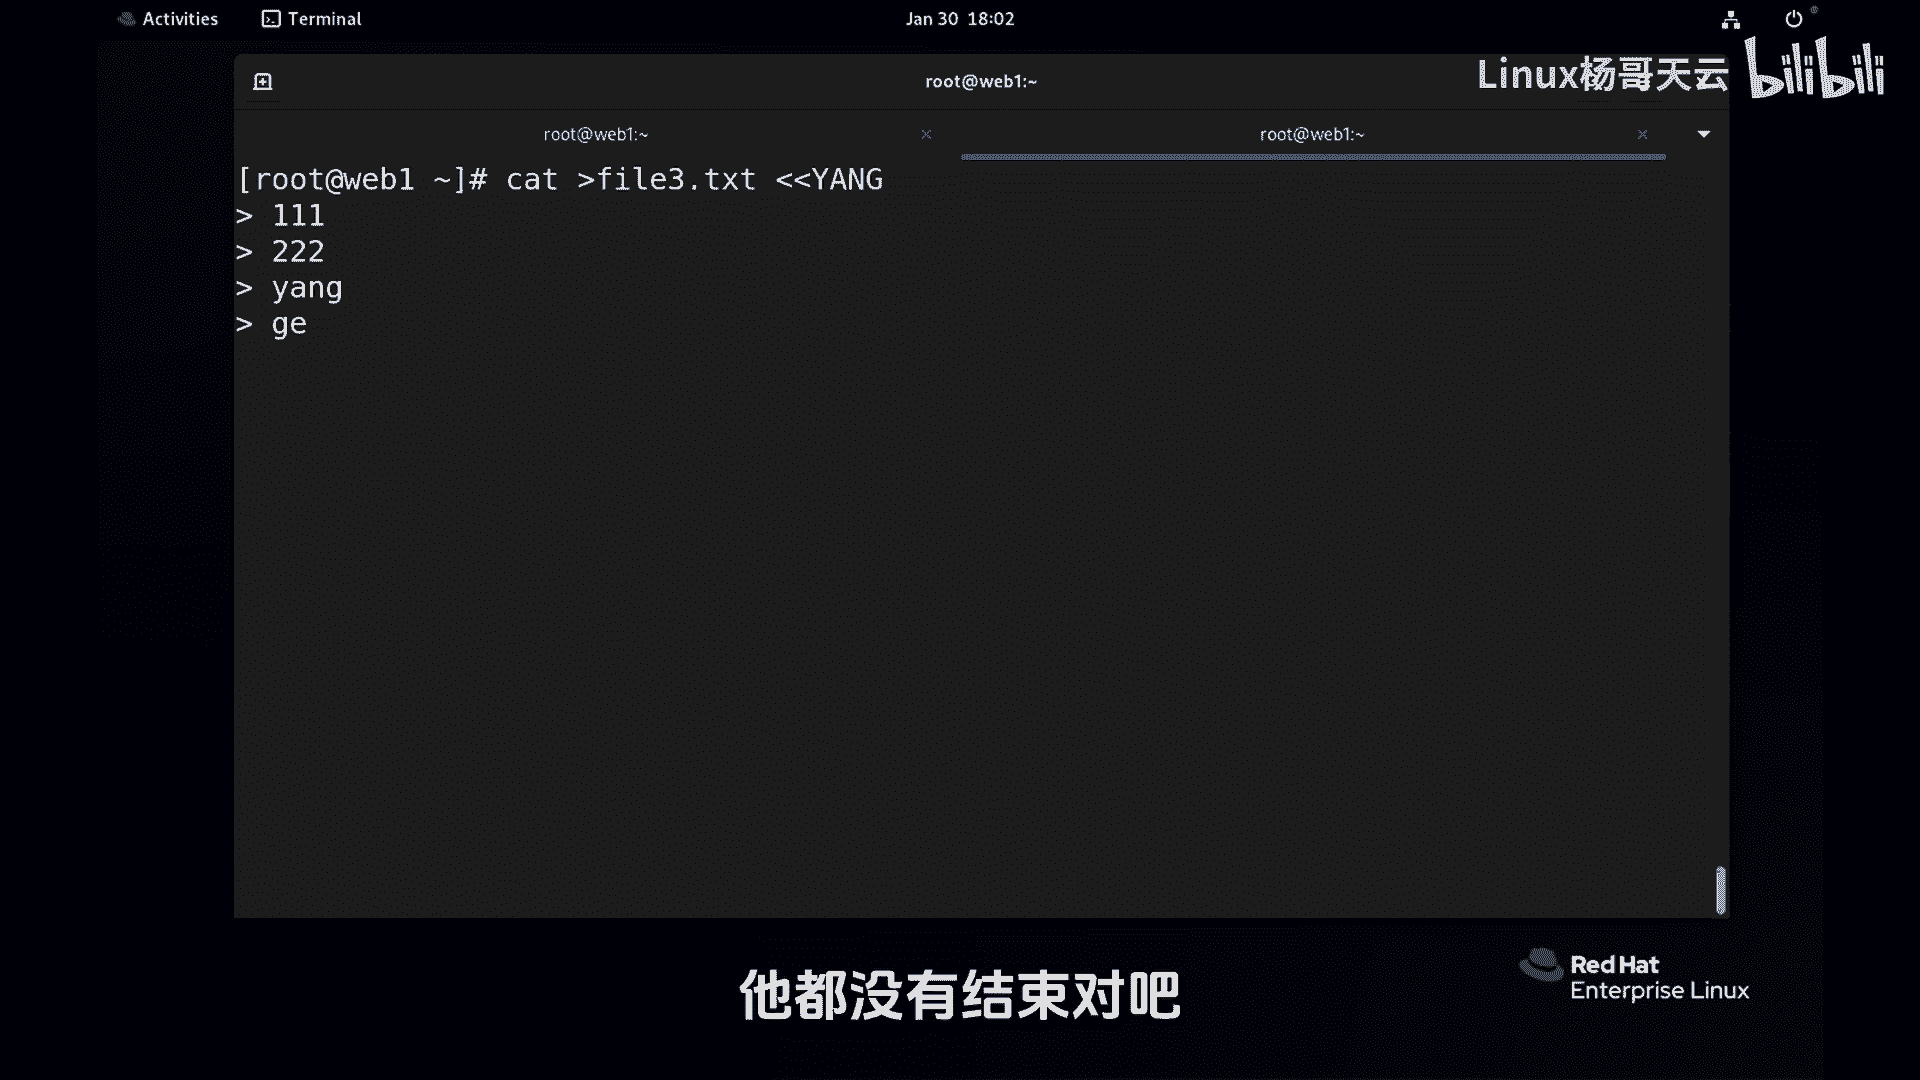 Activities Terminal Jan 30 18:02
root@web1:~
Linux杨哥天云 bilibili
root@web1:~ × root@web1:~ ×
[root@web1 ~]# cat >file3.txt <<YANG
> 111
> 222
> yang
> ge
Red Hat
Enterprise Linux
他都没有结束对吧